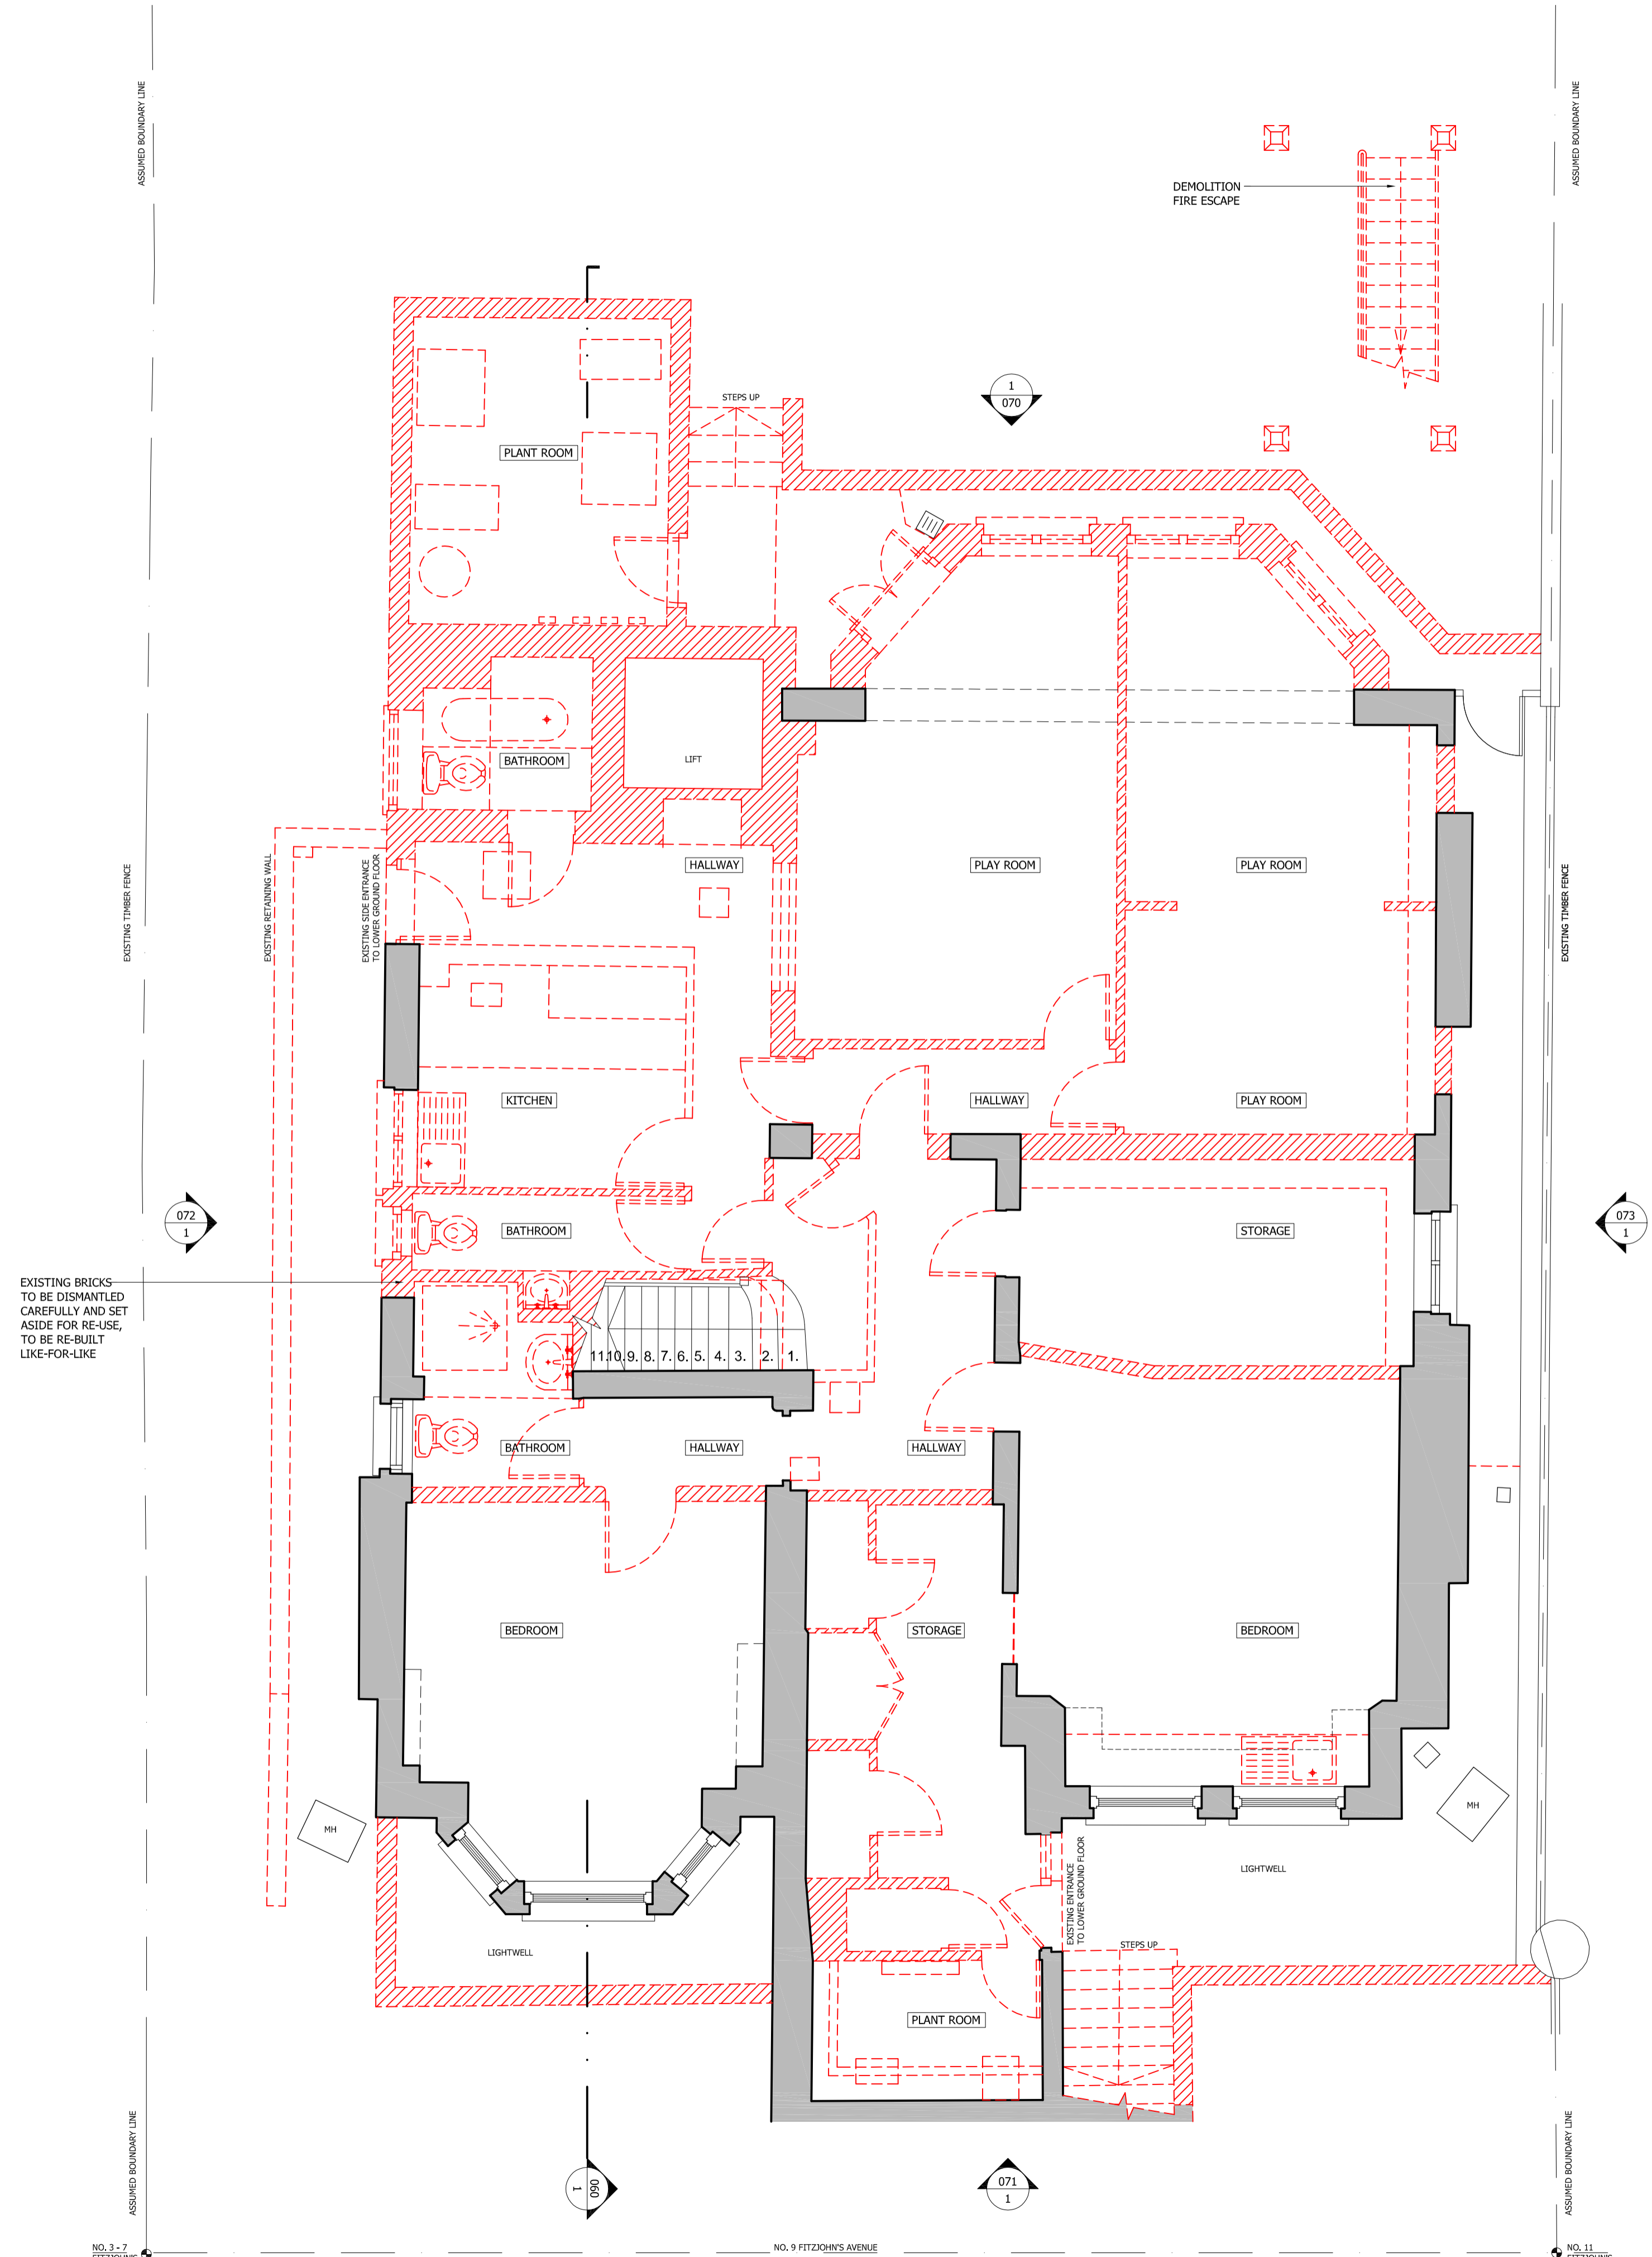 ASSUMED BOUNDARY LINE
ASSUMED BOUNDARY LINE
DEMOLITION
FIRE ESCAPE
1
070
STEPS UP
PLANT ROOM
BATHROOM
LIFT
HALLWAY
PLAY ROOM
PLAY ROOM
EXISTING TIMBER FENCE
EXISTING RETAINING WALL
EXISTING SIDE ENTRANCE
TO LOWER GROUND FLOOR
EXISTING TIMBER FENCE
KITCHEN
HALLWAY
PLAY ROOM
072
1
BATHROOM
STORAGE
073
1
EXISTING BRICKS
TO BE DISMANTLED
CAREFULLY AND SET
ASIDE FOR RE-USE,
TO BE RE-BUILT
LIKE-FOR-LIKE
11.10.9. 8. 7. 6. 5. 4. 3. 2. 1.
BATHROOM
HALLWAY
HALLWAY
BEDROOM
STORAGE
BEDROOM
MH
MH
EXISTING ENTRANCE
TO LOWER GROUND FLOOR
LIGHTWELL
LIGHTWELL
STEPS UP
PLANT ROOM
ASSUMED BOUNDARY LINE
ASSUMED BOUNDARY LINE
060
1
071
1
NO. 3 - 7
NO. 9 FITZJOHN'S AVENUE
NO. 11
FITZJOHN'S
FITZJOHN'S